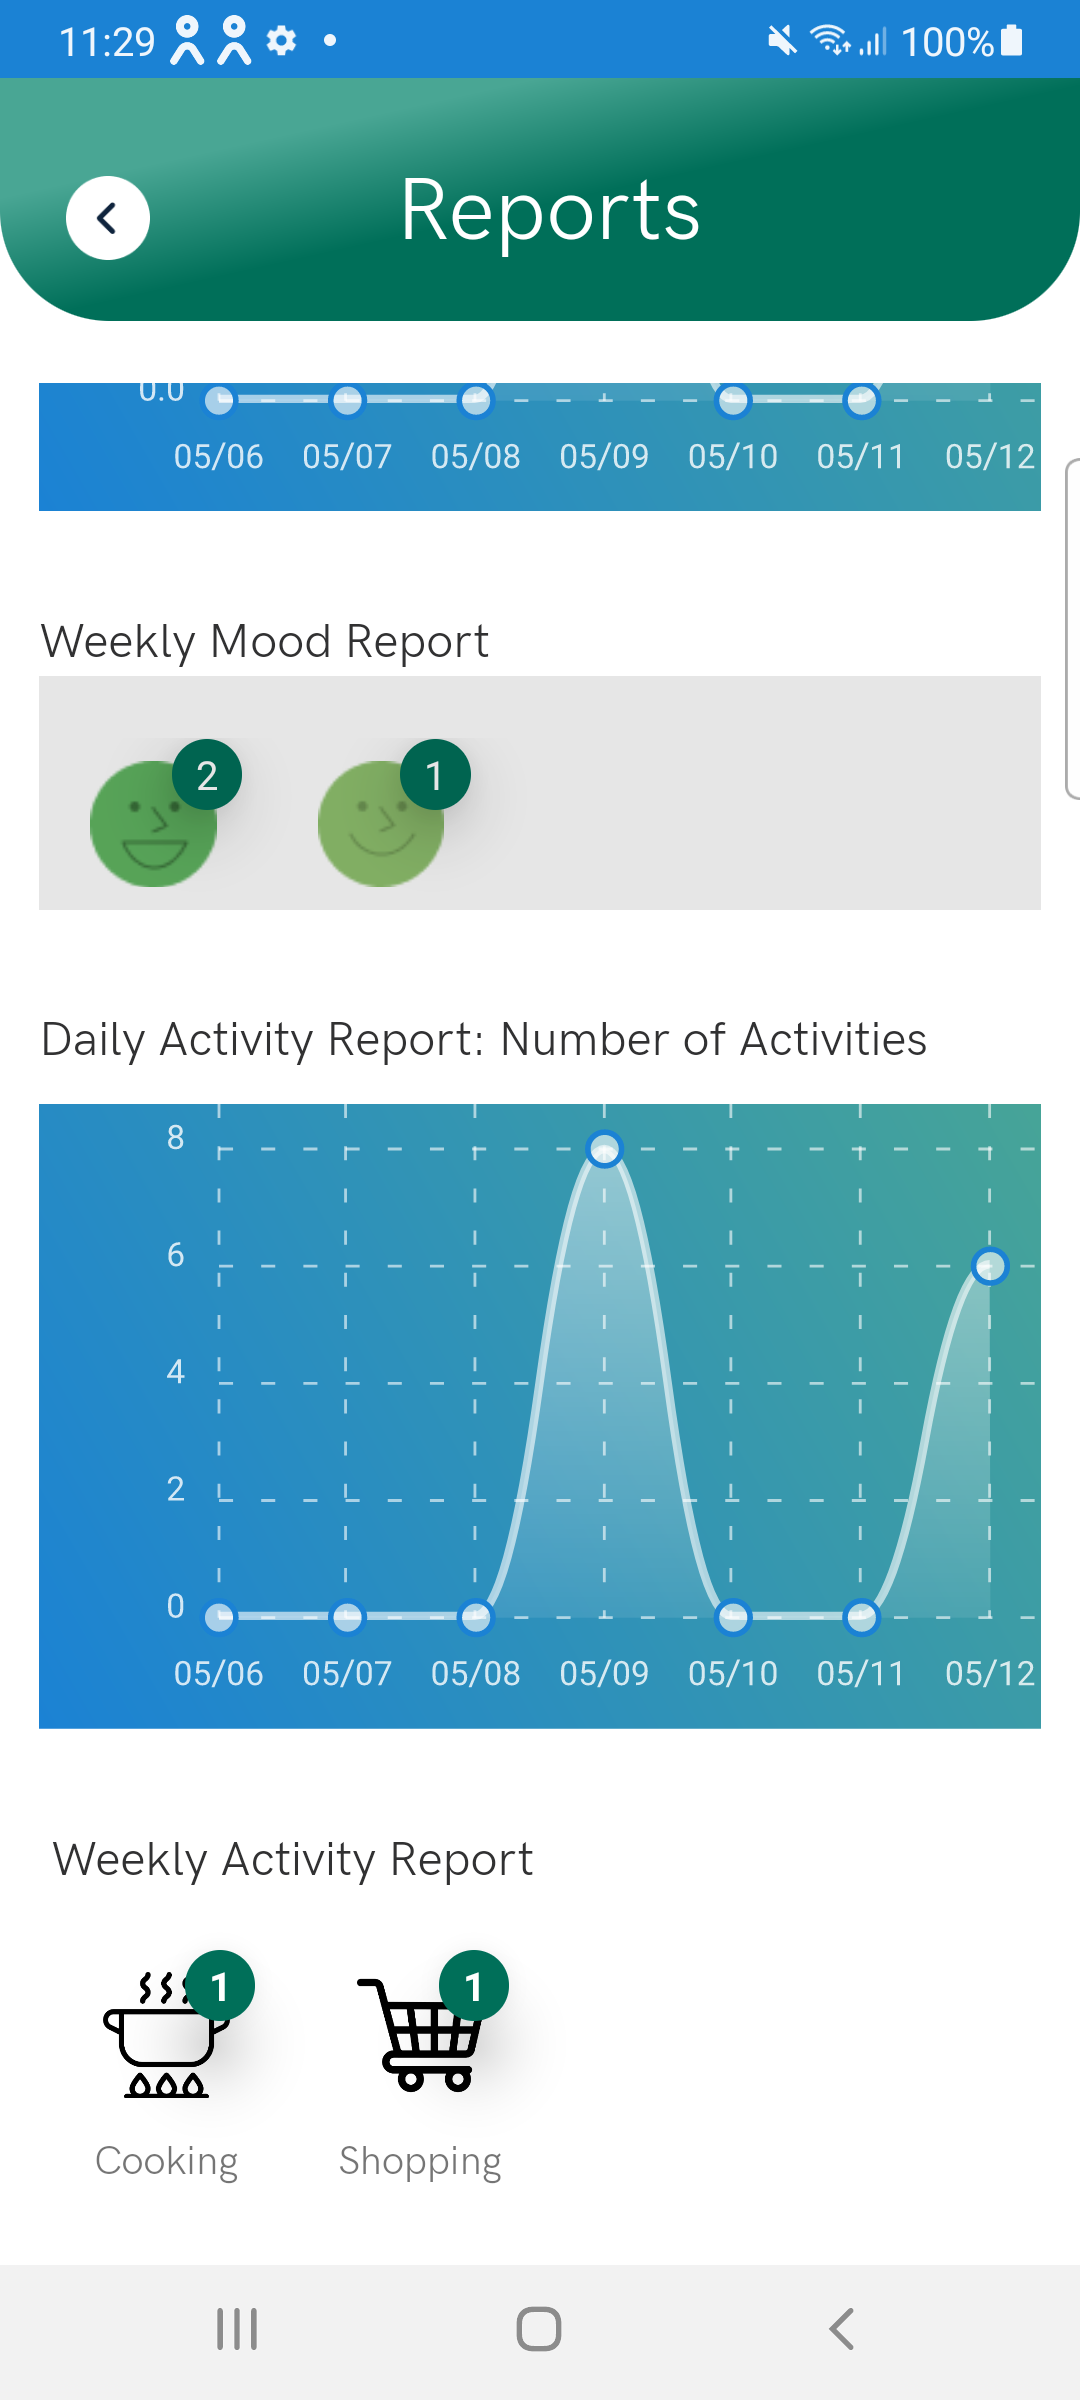 11:29 100%
Reports
0.0
05/06 05/07 05/08 05/09 05/10 05/11 05/12
Weekly Mood Report
2 1
Daily Activity Report: Number of Activities
8
6
4
2
0
05/06 05/07 05/08 05/09 05/10 05/11 05/12
Weekly Activity Report
1 1
Cooking Shopping